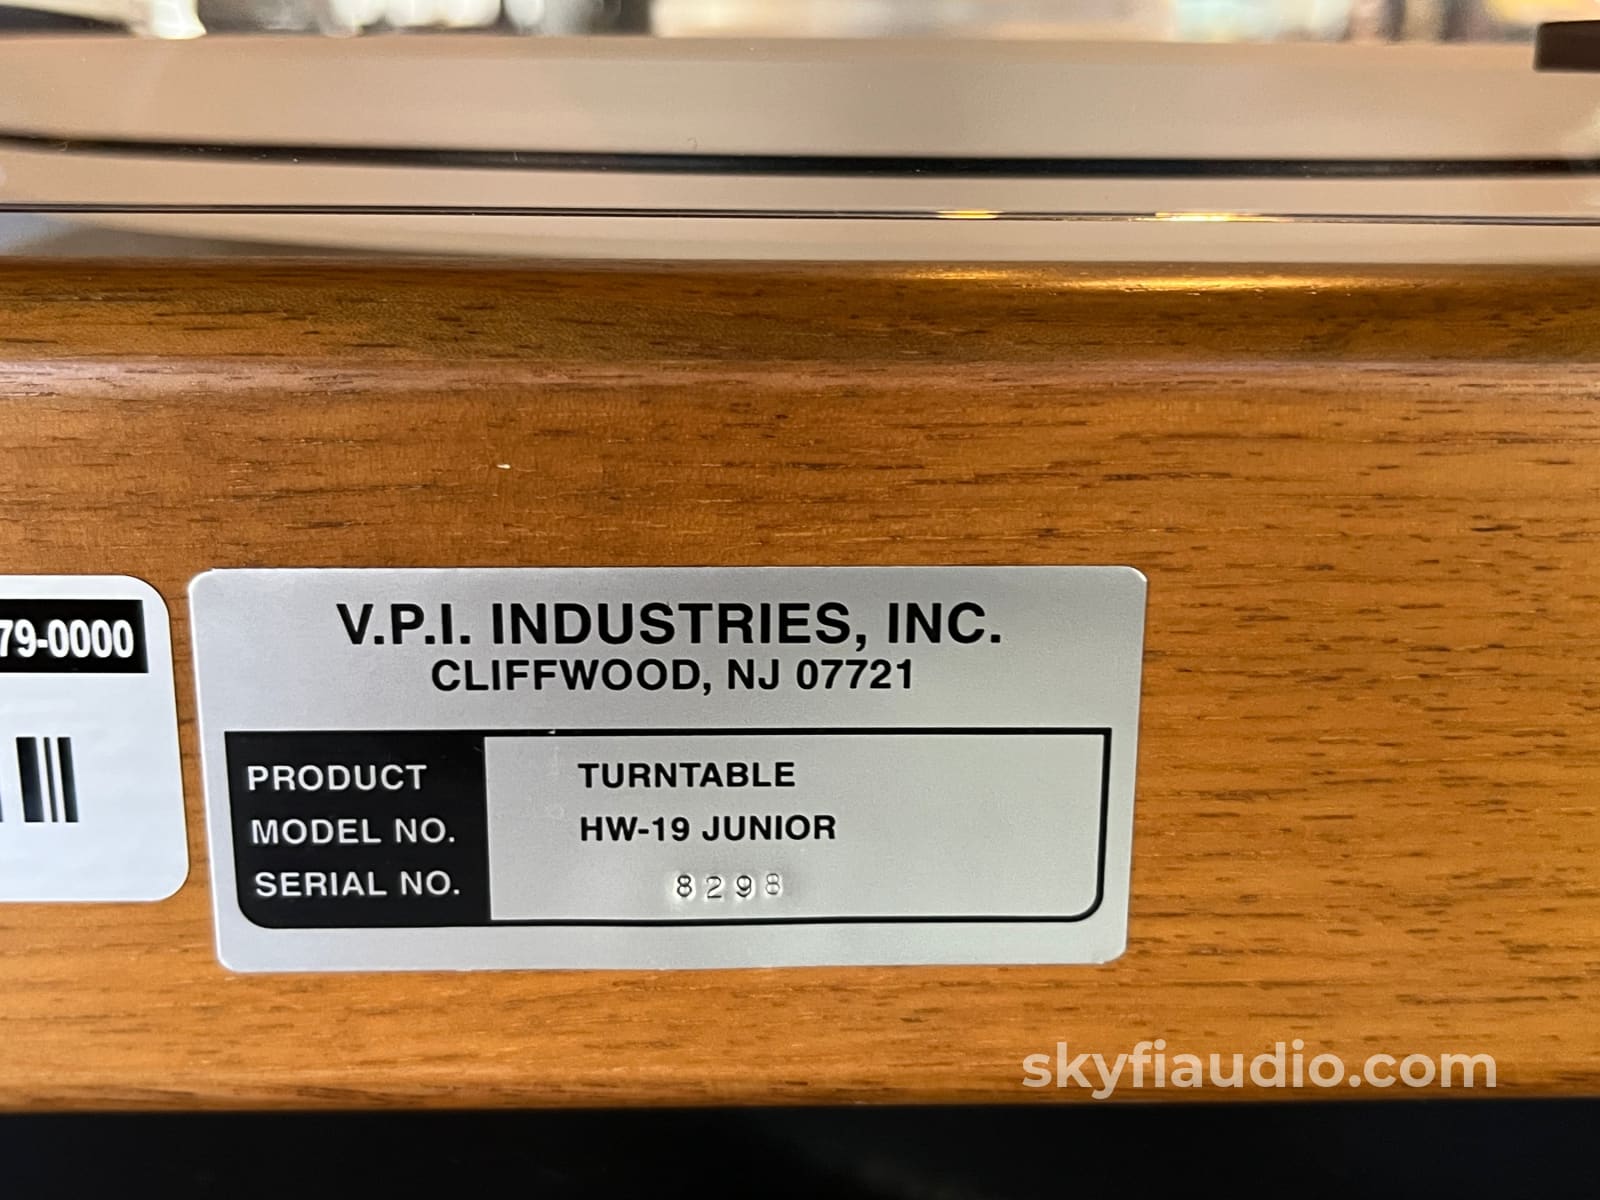 79-0000
V.P.I. INDUSTRIES, INC.
CLIFFWOOD, NJ 07721
PRODUCT TURNTABLE
MODEL NO. HW-19 JUNIOR
SERIAL NO. 8298
skyfiaudio.com